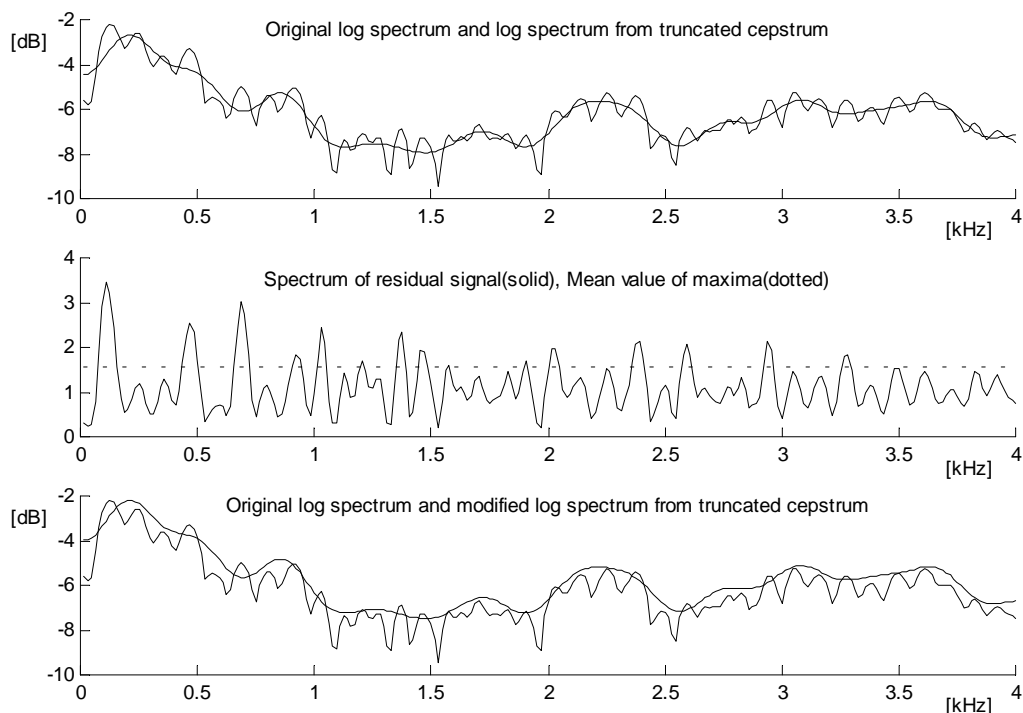 Original log spectrum and log spectrum from truncated cepstrum
[dB]
-2
-4
-6
-8
-10
0 0.5 1 1.5 2 2.5 3 3.5 4
[kHz]
Spectrum of residual signal(solid), Mean value of maxima(dotted)
4
3
2
1
0
0 0.5 1 1.5 2 2.5 3 3.5 4
[kHz]
Original log spectrum and modified log spectrum from truncated cepstrum
[dB]
-2
-4
-6
-8
-10
0 0.5 1 1.5 2 2.5 3 3.5 4
[kHz]